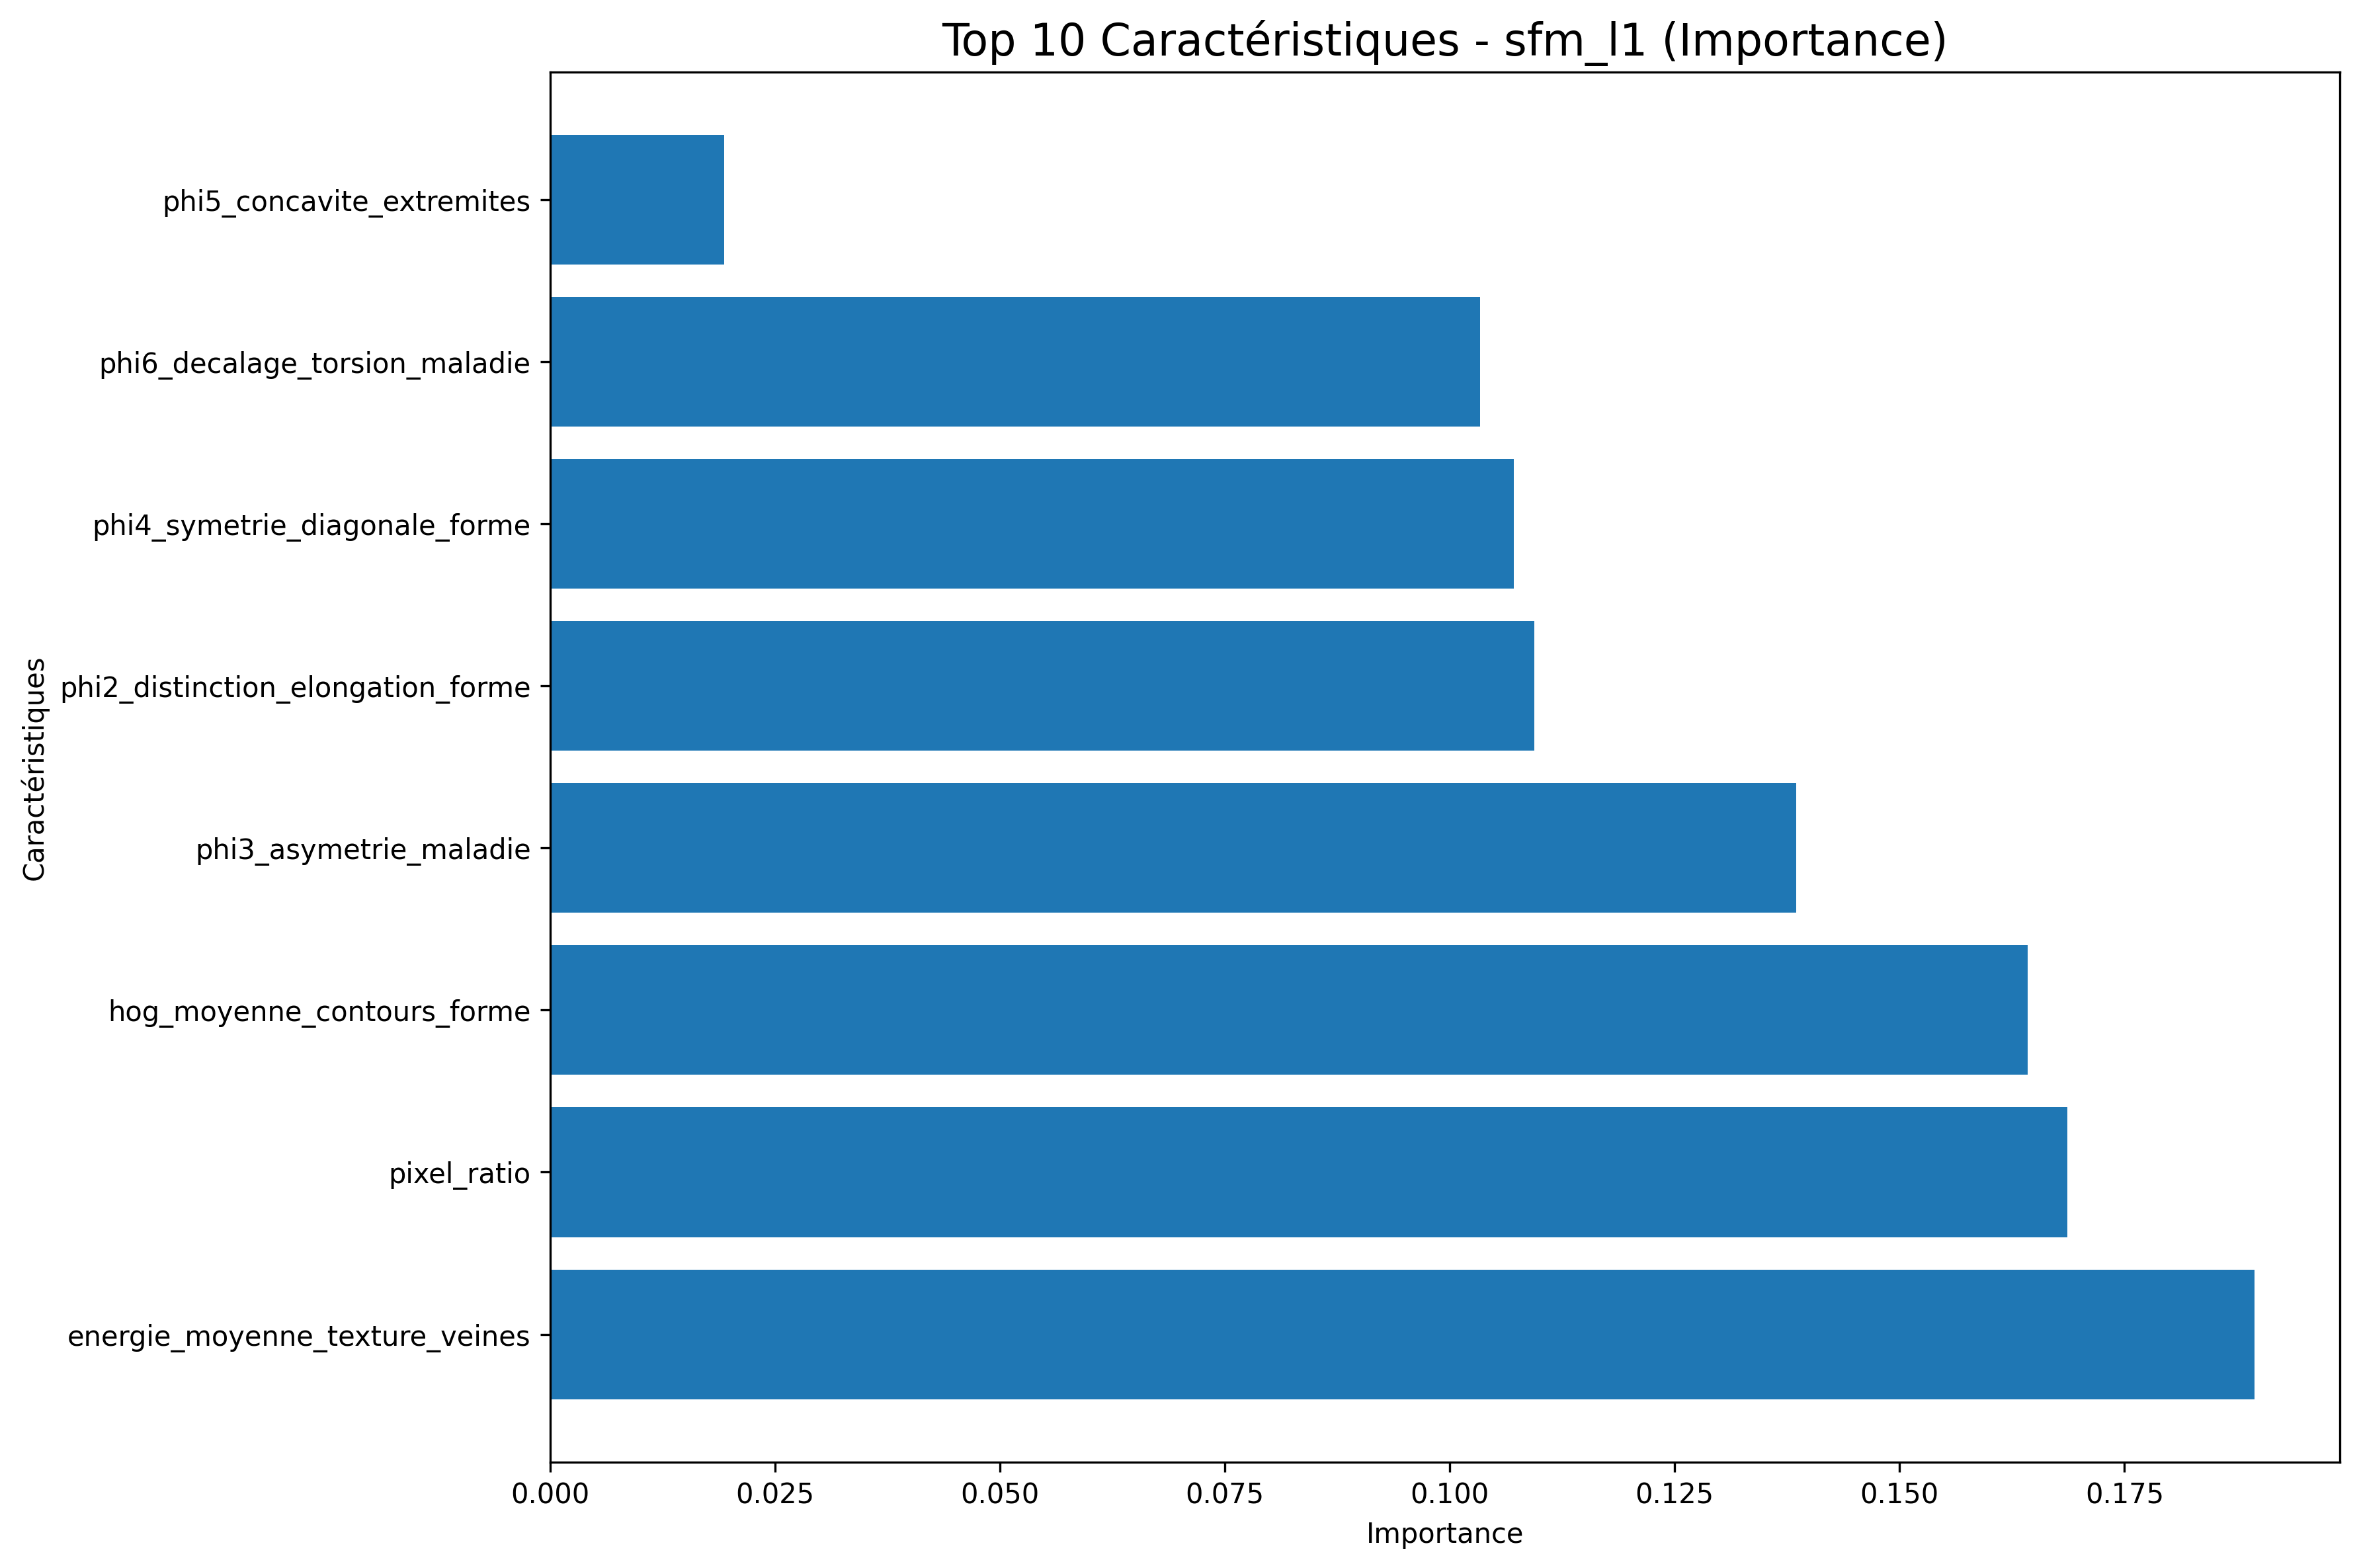 Top 10 Caractéristiques - sfm_l1 (Importance)
phi5_concavite_extremites
phi6_decalage_torsion_maladie
phi4_symetrie_diagonale_forme
phi2_distinction_elongation_forme
phi3_asymetrie_maladie
hog_moyenne_contours_forme
pixel_ratio
energie_moyenne_texture_veines
Caractéristiques
0.000 0.025 0.050 0.075 0.100 0.125 0.150 0.175
Importance